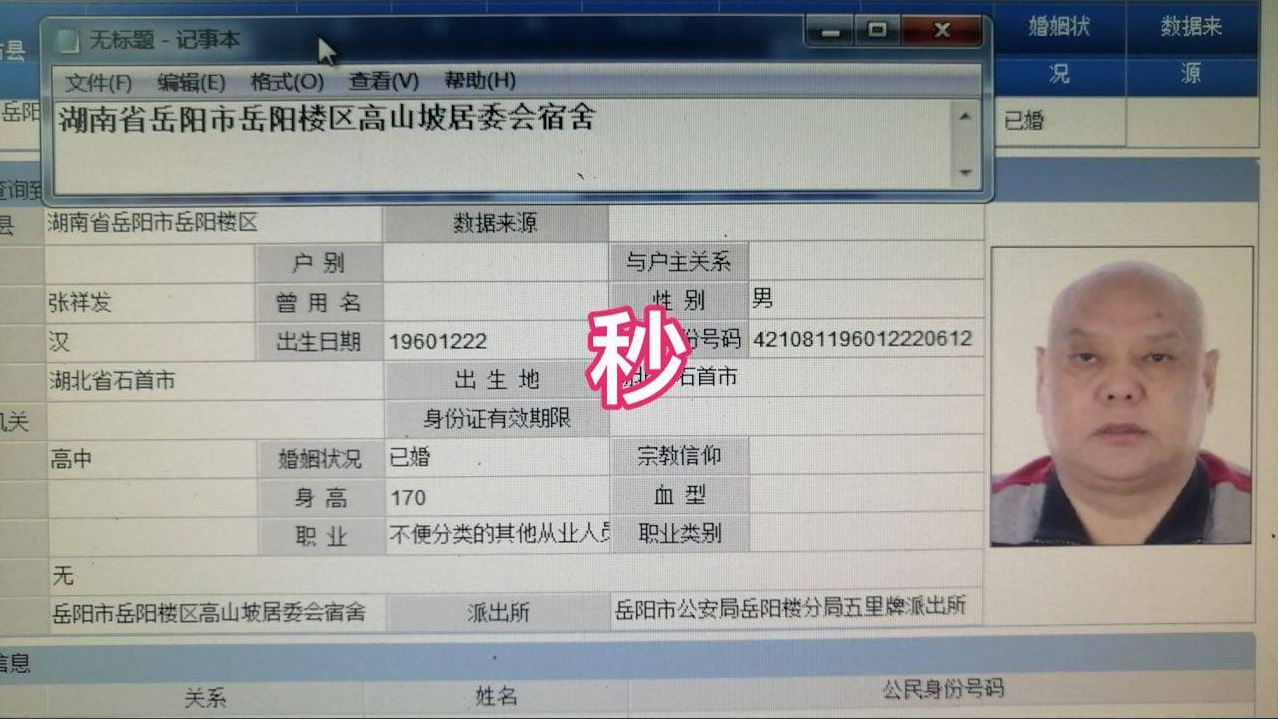 婚姻状
数据来
无标题 - 记事本
县
况
源
文件(F) 编辑(E) 格式(O) 查看(V) 帮助(H)
岳阳
湖南省岳阳市岳阳楼区高山坡居委会宿舍
已婚
查询到
县 湖南省岳阳市岳阳楼区 数据来源
户 别 与户主关系
张祥发 曾 用 名 性 别 男
汉 出生日期 19601222 份号码 421081196012220612
秒
湖北省石首市 出 生 地 石首市
机关 身份证有效期限
高中 婚姻状况 已婚 宗教信仰
身 高 170 血 型
职 业 不便分类的其他从业人员 职业类别
无
岳阳市岳阳楼区高山坡居委会宿舍 派出所 岳阳市公安局岳阳楼分局五里牌派出所
信息
关系 姓名 公民身份号码